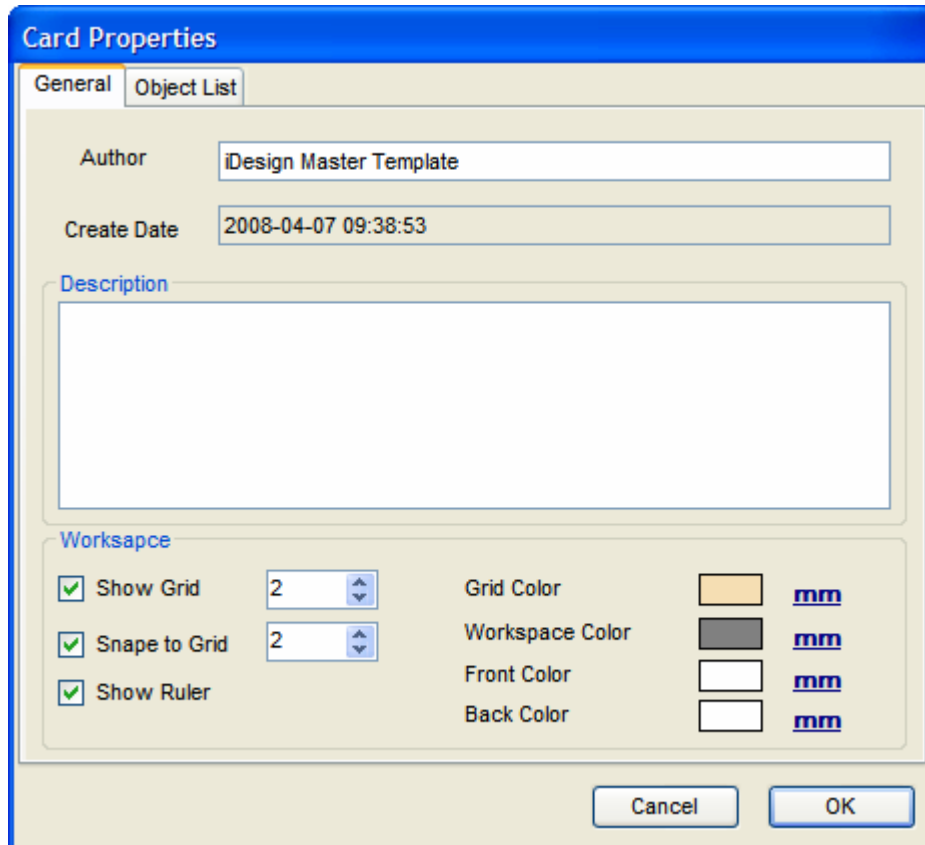 Card Properties
General Object List
Author iDesign Master Template
Create Date 2008-04-07 09:38:53
Description
Worksapce
Show Grid 2 Grid Color mm
Snape to Grid 2 Workspace Color mm
Show Ruler Front Color mm
Back Color mm
Cancel OK